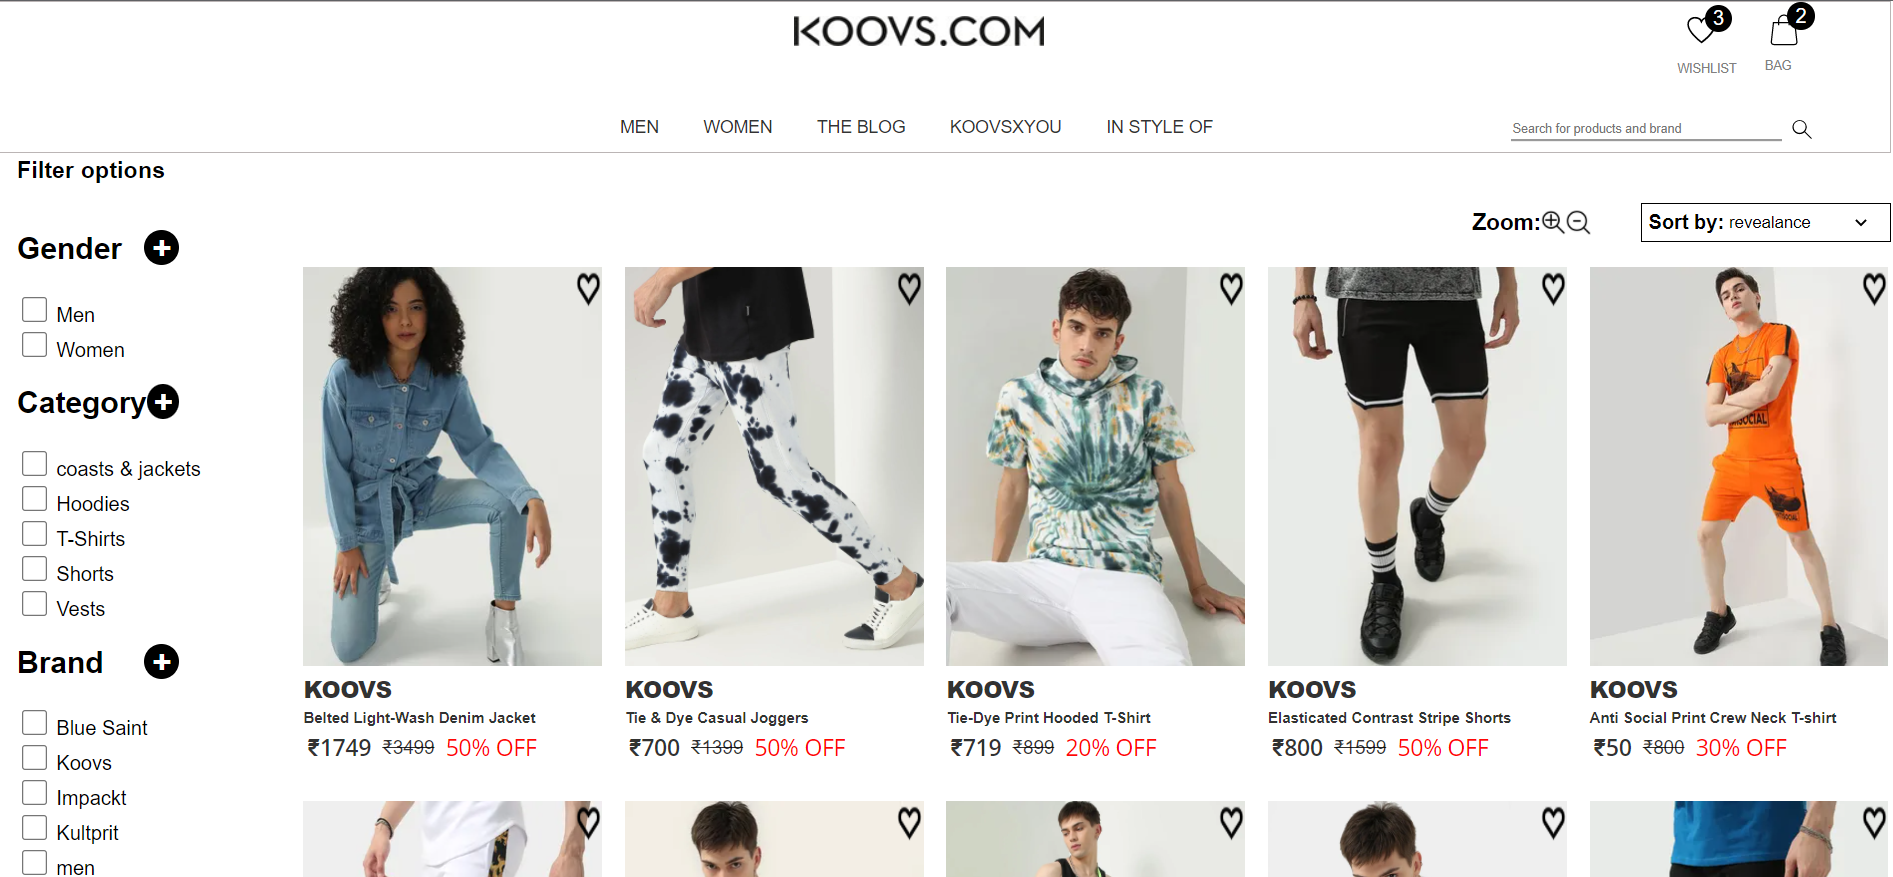 KOOVS.COM
3
2
WISHLIST
BAG
MEN WOMEN THE BLOG KOOVSXYOU IN STYLE OF
Search for products and brand
Filter options
Zoom:
Sort by: revealance
Gender
Men
Women
Category
coasts & jackets
Hoodies
T-Shirts
Shorts
Vests
Brand
Blue Saint
Koovs
Impackt
Kultprit
men
KOOVS
Belted Light-Wash Denim Jacket
₹1749 ₹3499 50% OFF
KOOVS
Tie & Dye Casual Joggers
₹700 ₹1399 50% OFF
KOOVS
Tie-Dye Print Hooded T-Shirt
₹719 ₹899 20% OFF
KOOVS
Elasticated Contrast Stripe Shorts
₹800 ₹1599 50% OFF
KOOVS
Anti Social Print Crew Neck T-shirt
₹50 ₹800 30% OFF